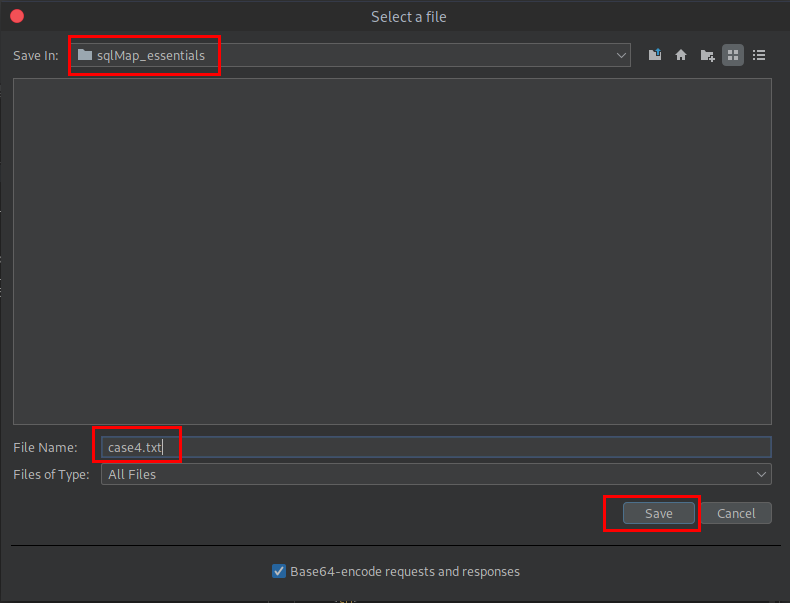 Select a file
Save In: sqlMap_essentials
File Name: case4.txt
Files of Type: All Files
Save Cancel
Base64-encode requests and responses